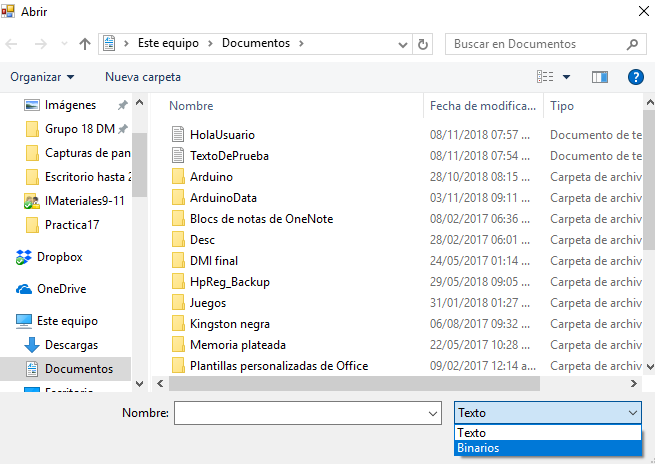 Abrir
Este equipo > Documentos >
Buscar en Documentos
Organizar Nueva carpeta
Imágenes
Grupo 18 DM
Capturas de pan
Escritorio hasta 2
IMateriales9-11
Practica17
Dropbox
OneDrive
Este equipo
Descargas
Documentos
Escritorio
Nombre Fecha de modifica... Tipo
HolaUsuario 08/11/2018 07:57 ... Documento de te
TextoDePrueba 08/11/2018 07:54 ... Documento de te
Arduino 28/10/2018 08:15 ... Carpeta de archiv
ArduinoData 03/11/2018 09:11 ... Carpeta de archiv
Blocs de notas de OneNote 08/02/2017 06:36 ... Carpeta de archiv
Desc 28/02/2017 06:01 ... Carpeta de archiv
DMI final 24/05/2017 01:14 ... Carpeta de archiv
HpReg_Backup 29/05/2018 09:05 ... Carpeta de archiv
Juegos 31/01/2018 01:27 ... Carpeta de archiv
Kingston negra 06/08/2017 09:32 ... Carpeta de archiv
Memoria plateada 22/05/2017 10:28 ... Carpeta de archiv
Plantillas personalizadas de Office 09/02/2017 12:14 a... Carpeta de archiv
Nombre:
Texto
Texto
Binarios